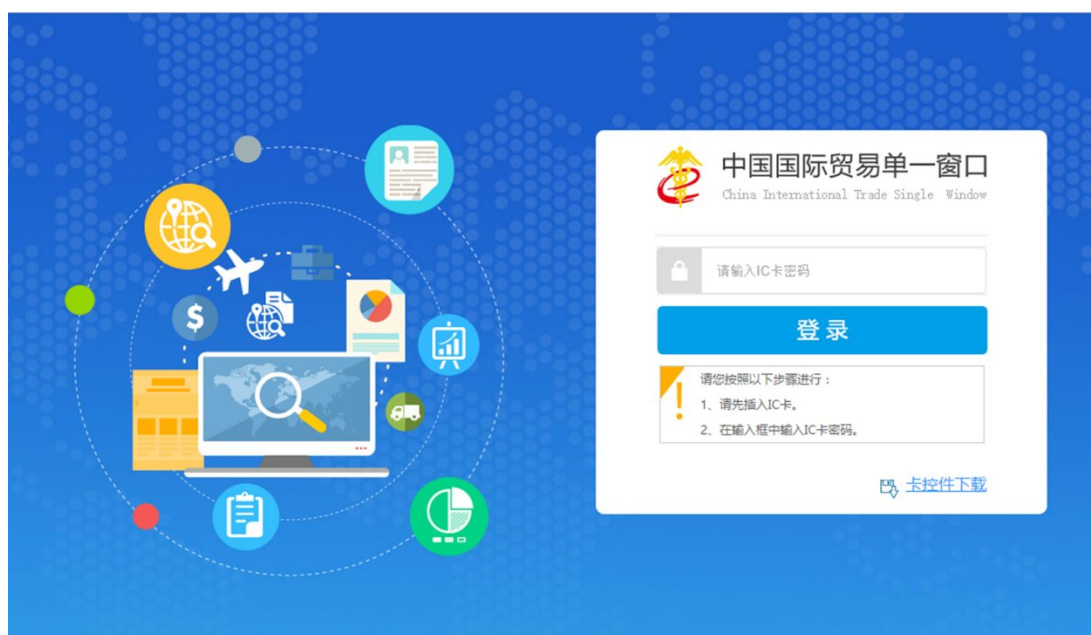 中国国际贸易单一窗口
China International Trade Single Window
请输入IC卡密码
登录
请您按照以下步骤进行：
1、请先插入IC卡。
2、在输入框中输入IC卡密码。
卡控件下载